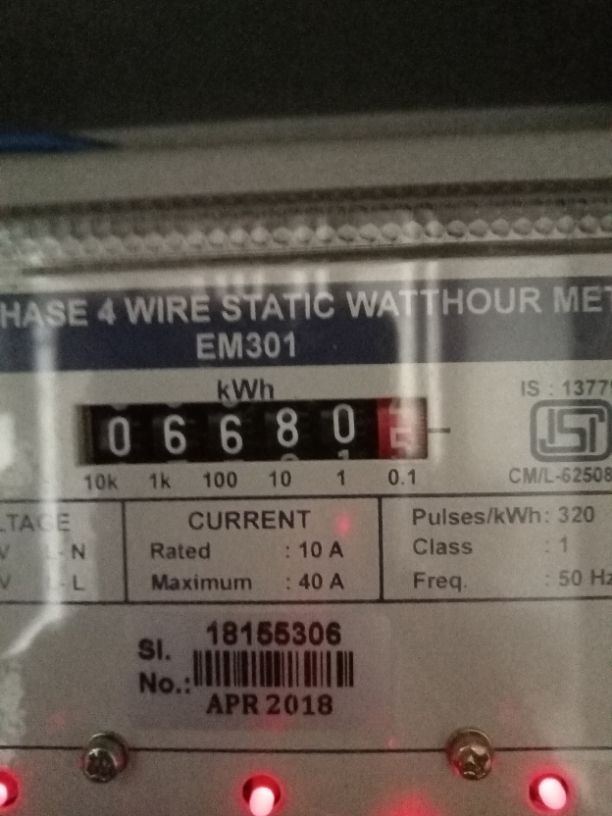 HASE 4 WIRE STATIC WATTHOUR MET
EM301
kWh
IS : 1377
0 6 6 8 0 5
ISI
10k 1k 100 10 1 0.1
CM/L-62508
LTAGE
CURRENT
Pulses/kWh: 320
V L-N
Rated : 10 A
Class : 1
V L-L
Maximum : 40 A
Freq. : 50 Hz
Sl. No.:
18155306
APR 2018